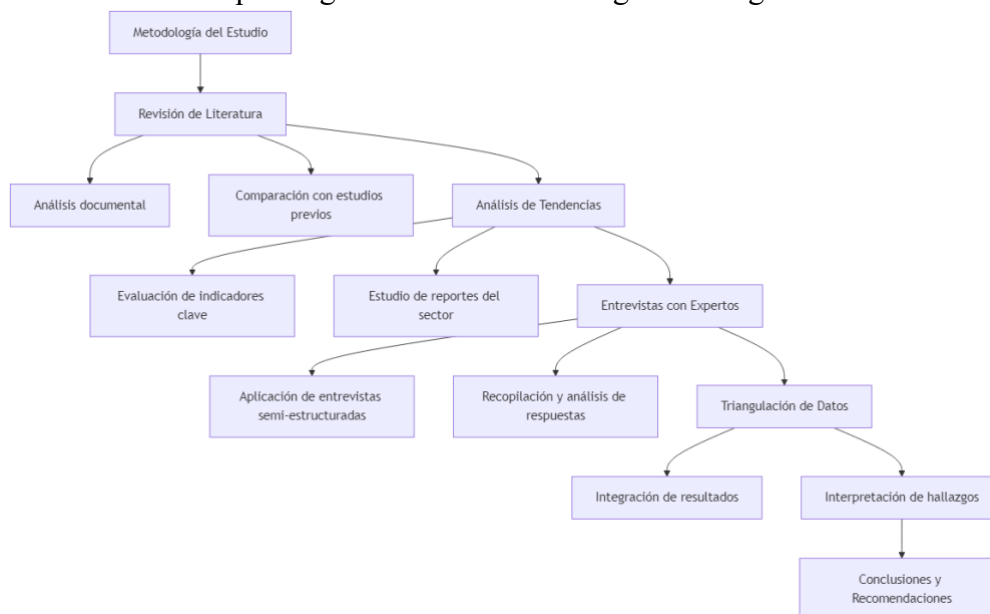 Metodología del Estudio
Revisión de Literatura
Análisis documental
Comparación con estudios
previos
Análisis de Tendencias
Evaluación de indicadores
clave
Estudio de reportes del
sector
Entrevistas con Expertos
Aplicación de entrevistas
semi-estructuradas
Recopilación y análisis de
respuestas
Triangulación de Datos
Integración de resultados
Interpretación de hallazgos
Conclusiones y
Recomendaciones